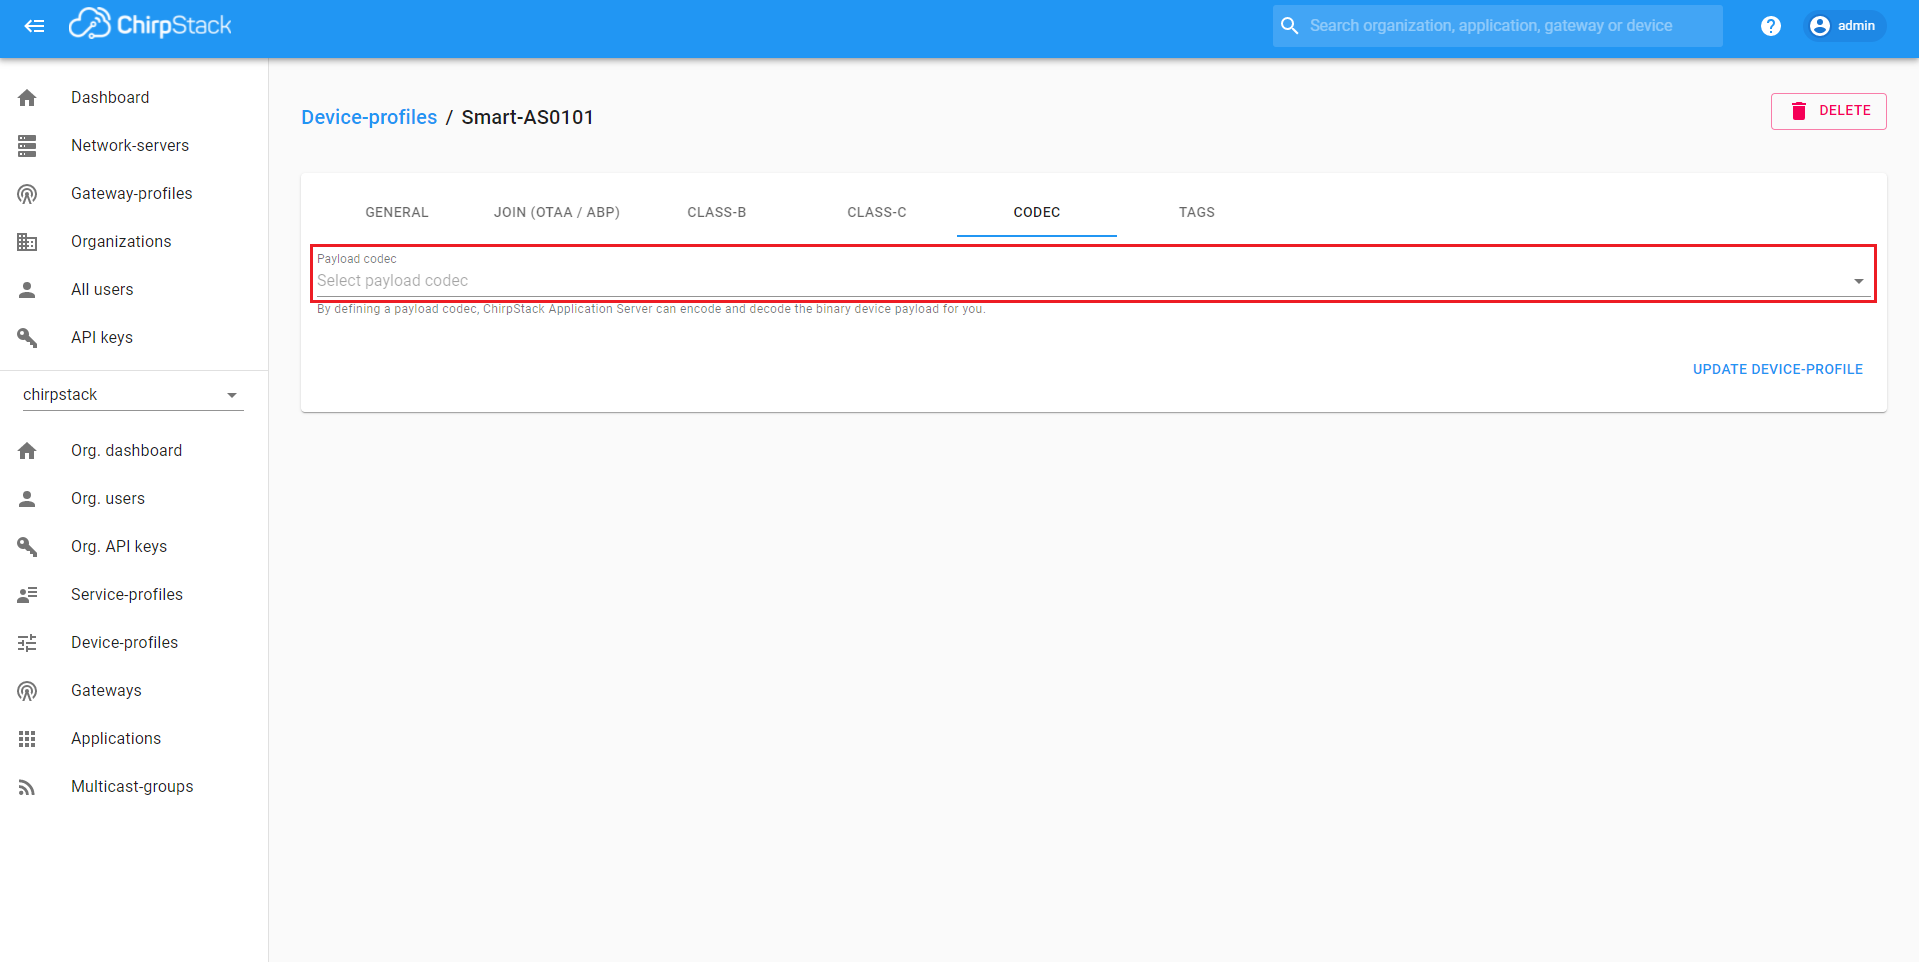 ChirpStack
Search organization, application, gateway or device
?
admin
Dashboard
Network-servers
Gateway-profiles
Organizations
All users
API keys
chirpstack
Org. dashboard
Org. users
Org. API keys
Service-profiles
Device-profiles
Gateways
Applications
Multicast-groups
Device-profiles / Smart-AS0101
DELETE
GENERAL JOIN (OTAA / ABP) CLASS-B CLASS-C CODEC TAGS
Payload codec
Select payload codec
By defining a payload codec, ChirpStack Application Server can encode and decode the binary device payload for you.
UPDATE DEVICE-PROFILE